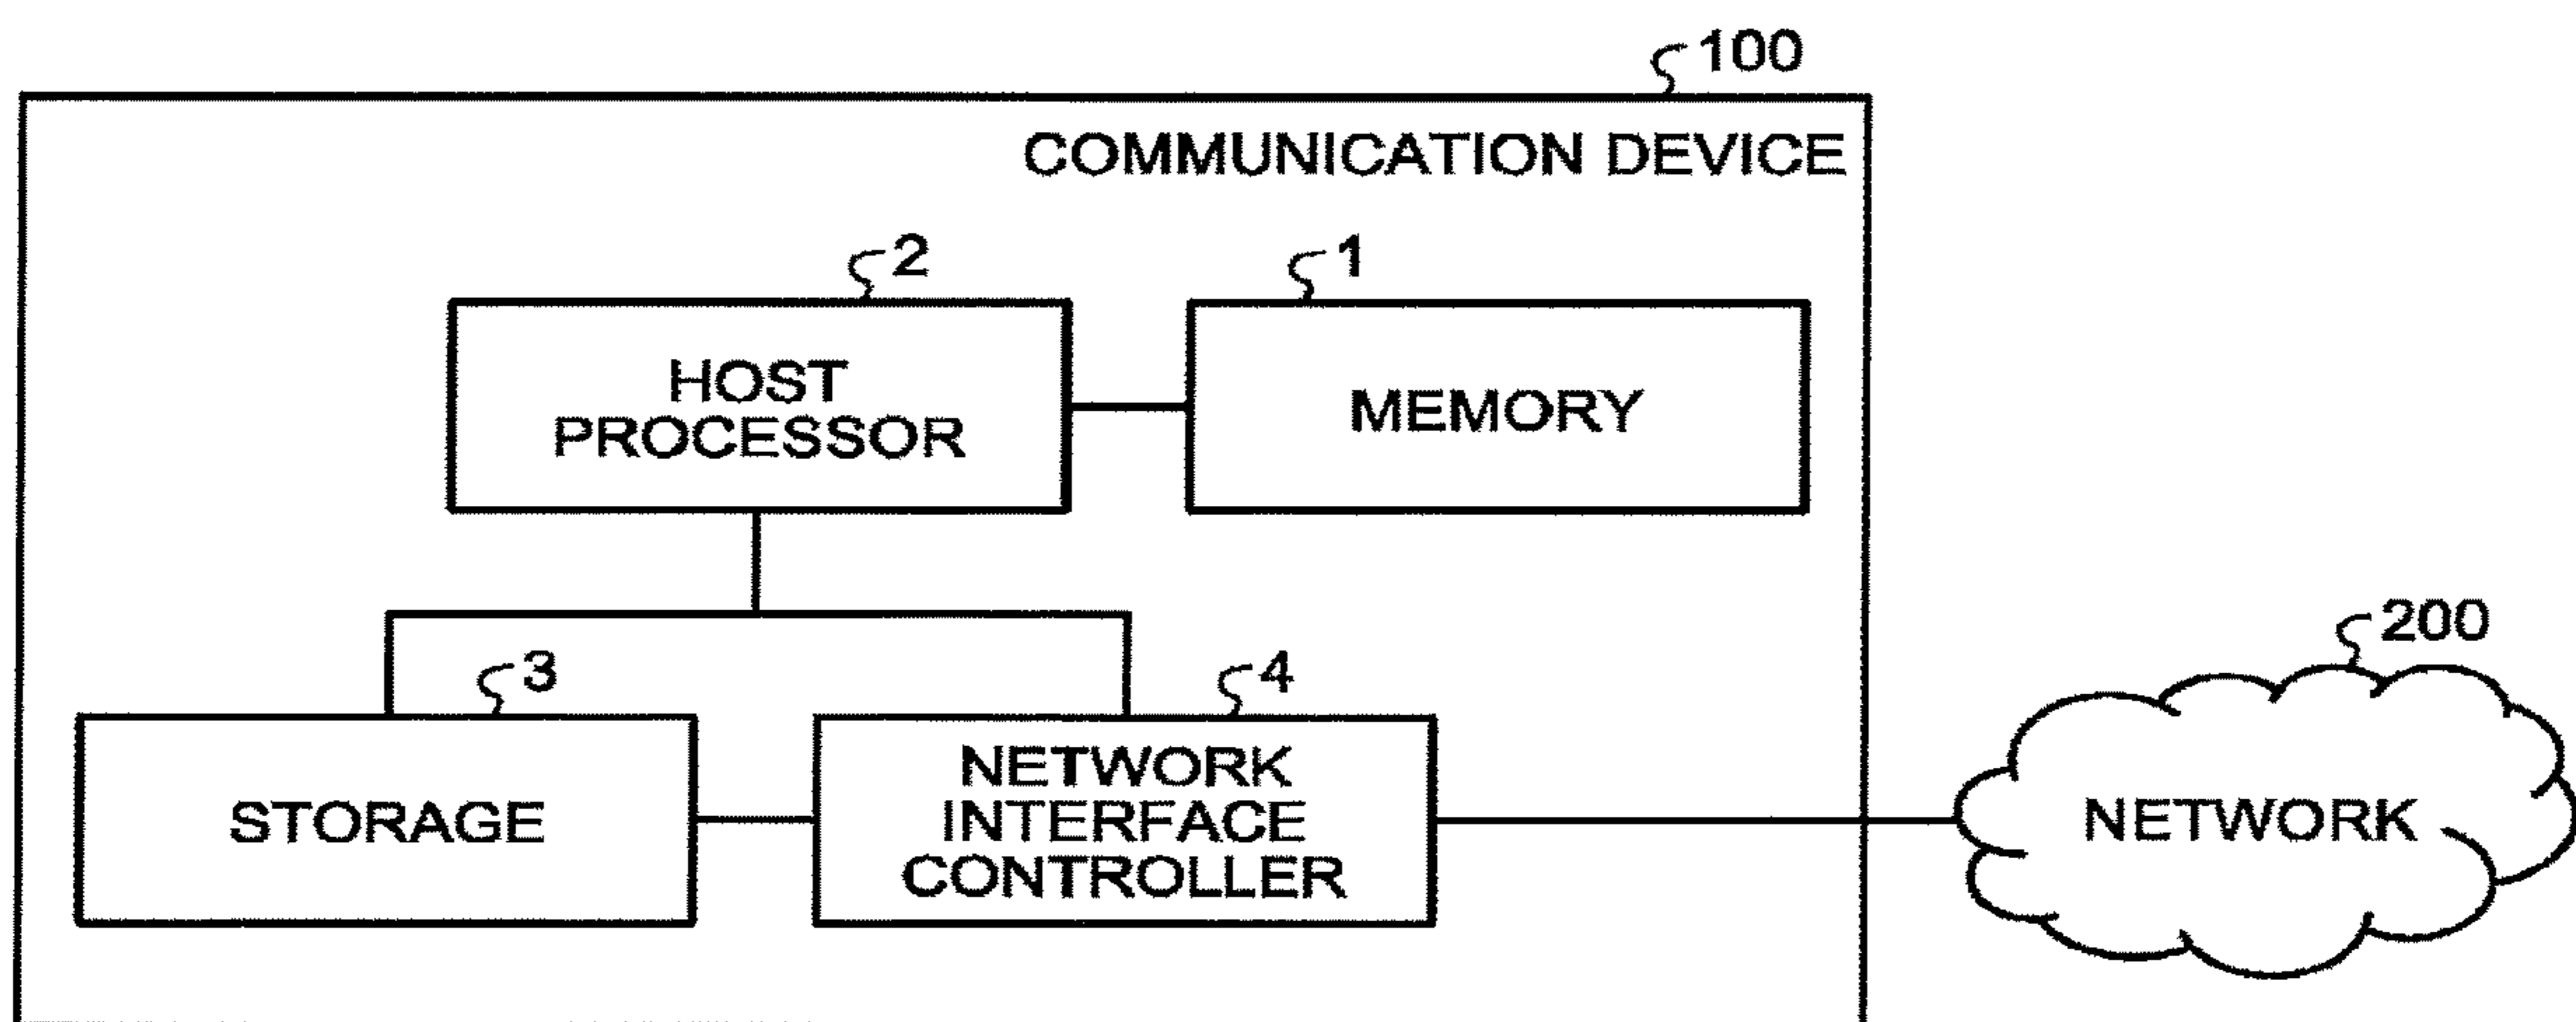 100
COMMUNICATION DEVICE
2
1
HOST
PROCESSOR
MEMORY
200
3
4
STORAGE
NETWORK
INTERFACE
CONTROLLER
NETWORK